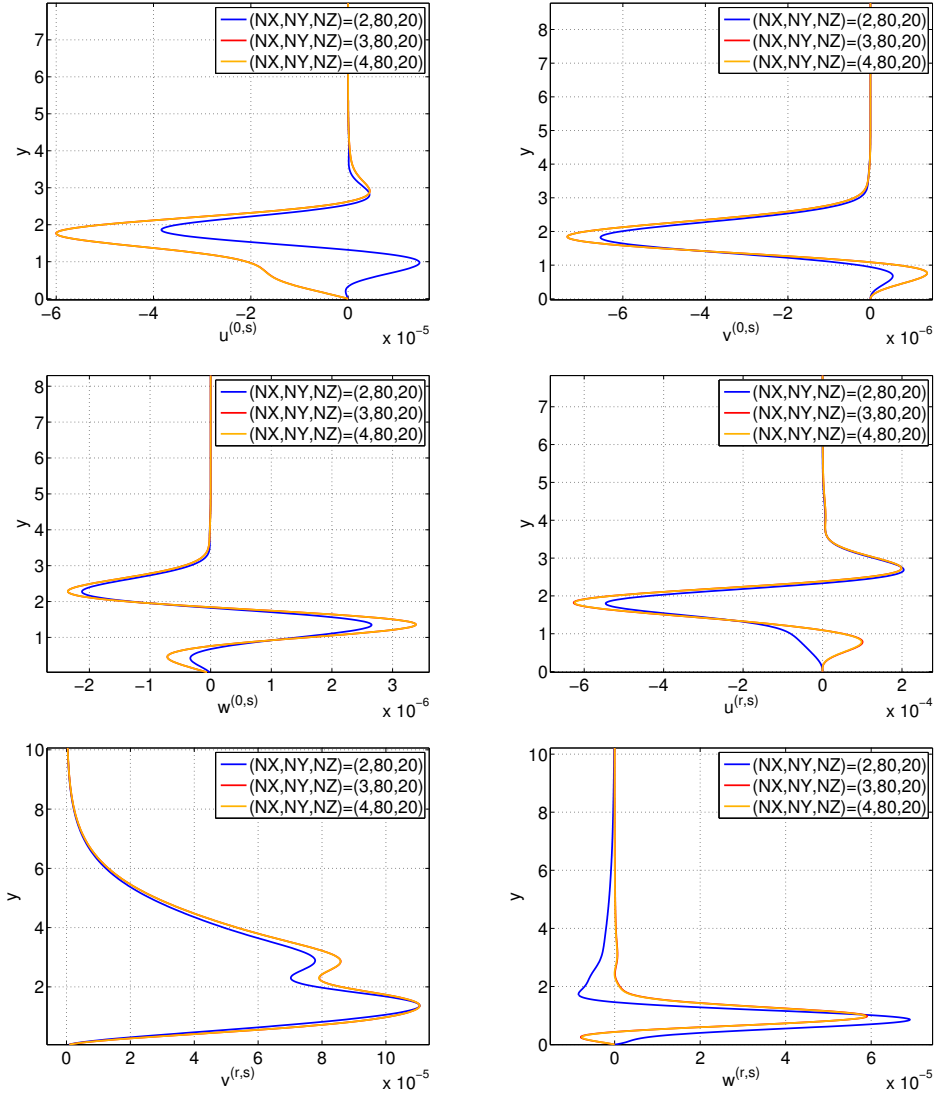 (NX,NY,NZ)=(2,80,20)
(NX,NY,NZ)=(3,80,20)
(NX,NY,NZ)=(4,80,20)
7
6
5
4
3
2
1
0
y
−6 −4 −2 0
u^(0,s)
x 10^−5
(NX,NY,NZ)=(2,80,20)
(NX,NY,NZ)=(3,80,20)
(NX,NY,NZ)=(4,80,20)
8
7
6
5
4
3
2
1
0
y
−6 −4 −2 0
v^(0,s)
x 10^−6
(NX,NY,NZ)=(2,80,20)
(NX,NY,NZ)=(3,80,20)
(NX,NY,NZ)=(4,80,20)
8
7
6
5
4
3
2
1
y
−2 −1 0 1 2 3
w^(0,s)
x 10^−6
(NX,NY,NZ)=(2,80,20)
(NX,NY,NZ)=(3,80,20)
(NX,NY,NZ)=(4,80,20)
7
6
5
4
3
2
1
0
y
−6 −4 −2 0 2
u^(r,s)
x 10^−4
(NX,NY,NZ)=(2,80,20)
(NX,NY,NZ)=(3,80,20)
(NX,NY,NZ)=(4,80,20)
10
8
6
4
2
y
0 2 4 6 8 10
v^(r,s)
x 10^−5
(NX,NY,NZ)=(2,80,20)
(NX,NY,NZ)=(3,80,20)
(NX,NY,NZ)=(4,80,20)
10
8
6
4
2
0
y
0 2 4 6
w^(r,s)
x 10^−5